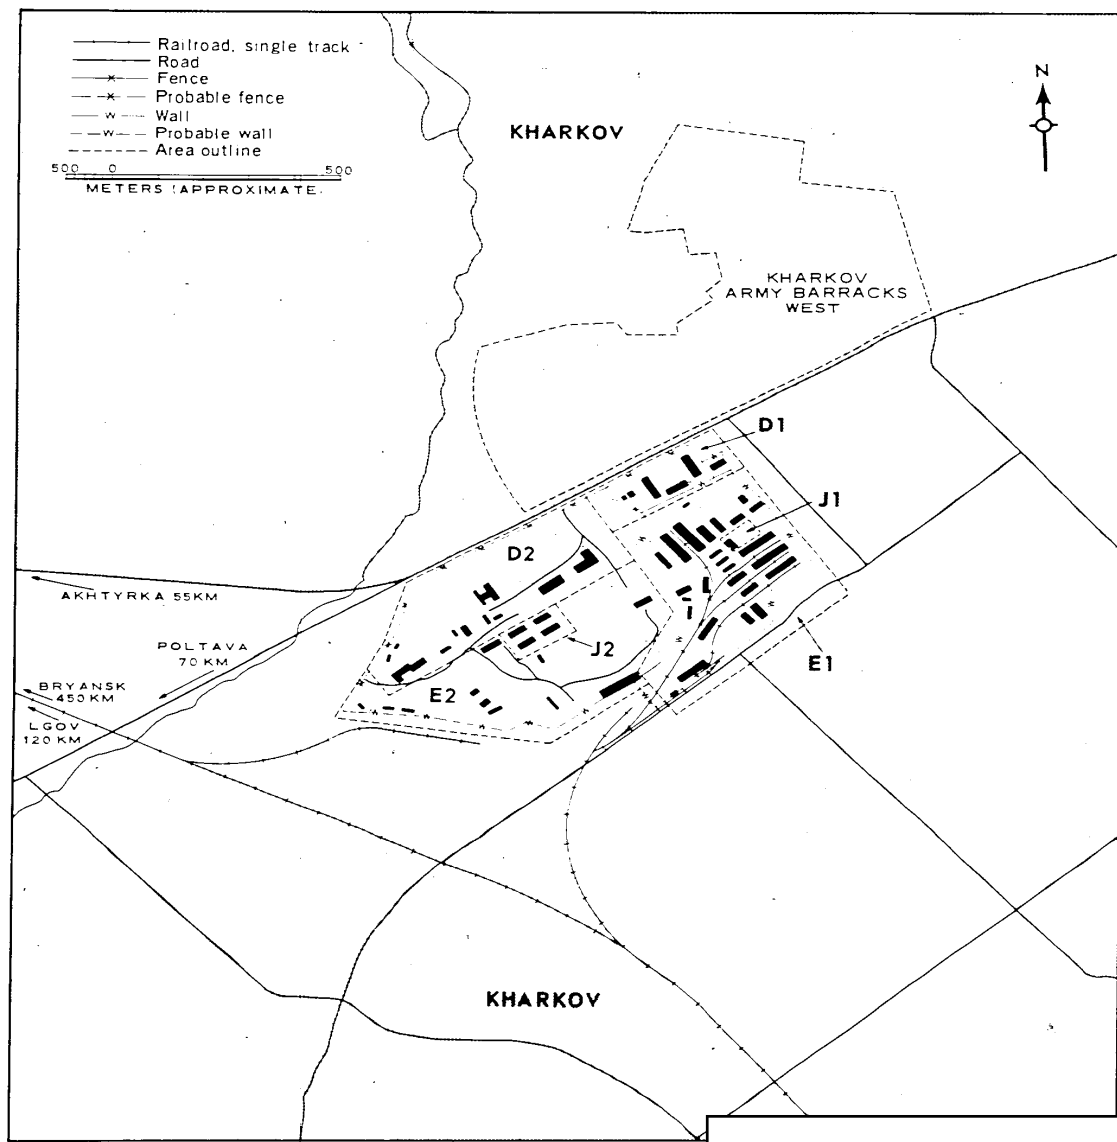 Railroad, single track
Road
Fence
Probable fence
Wall
Probable wall
Area outline
500 0 500
METERS (APPROXIMATE)
N
KHARKOV
KHARKOV
ARMY BARRACKS
WEST
D1
J1
D2
AKHTYRKA 55KM
POLTAVA
70 KM
J2
E1
BRYANSK
450KM
E2
LGOV
120 KM
KHARKOV